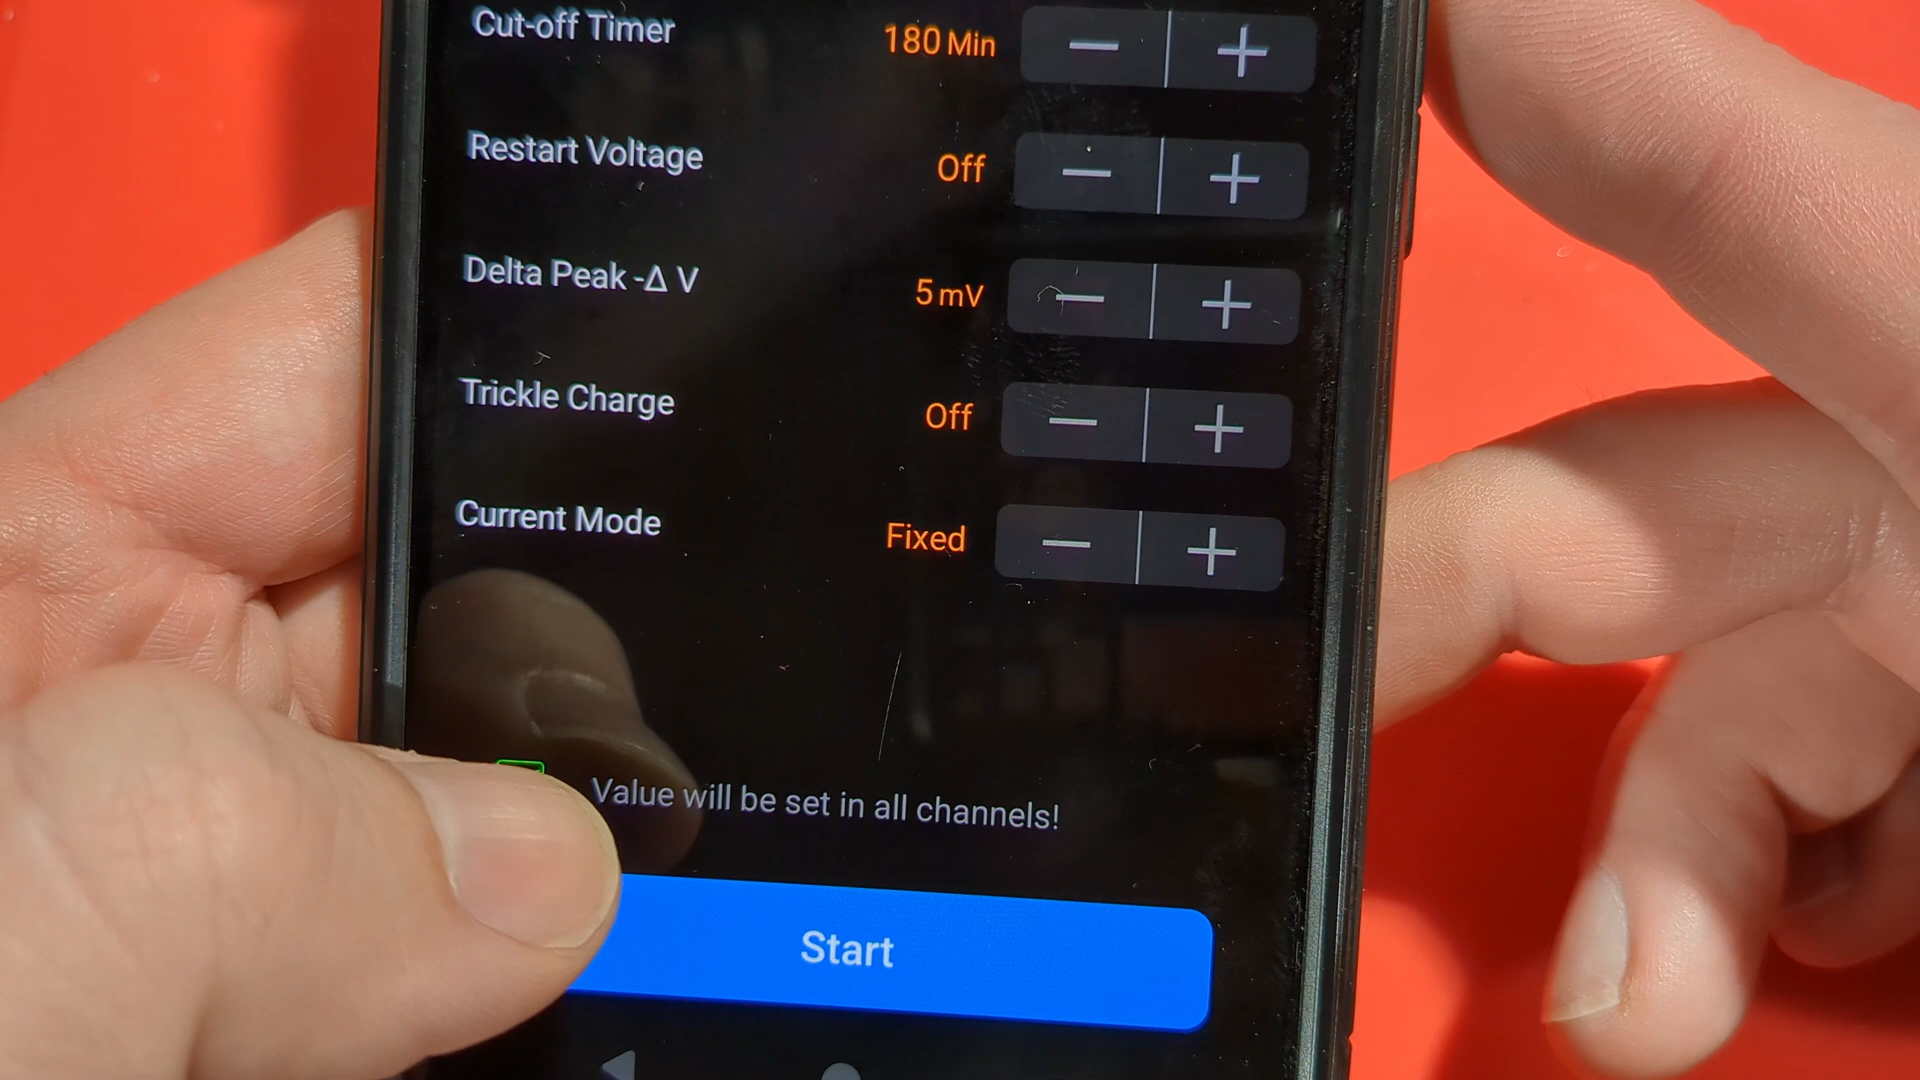 Cut-off Timer 180 Min
Restart Voltage Off
Delta Peak -Δ V 5 mV
Trickle Charge Off
Current Mode Fixed
Value will be set in all channels!
Start